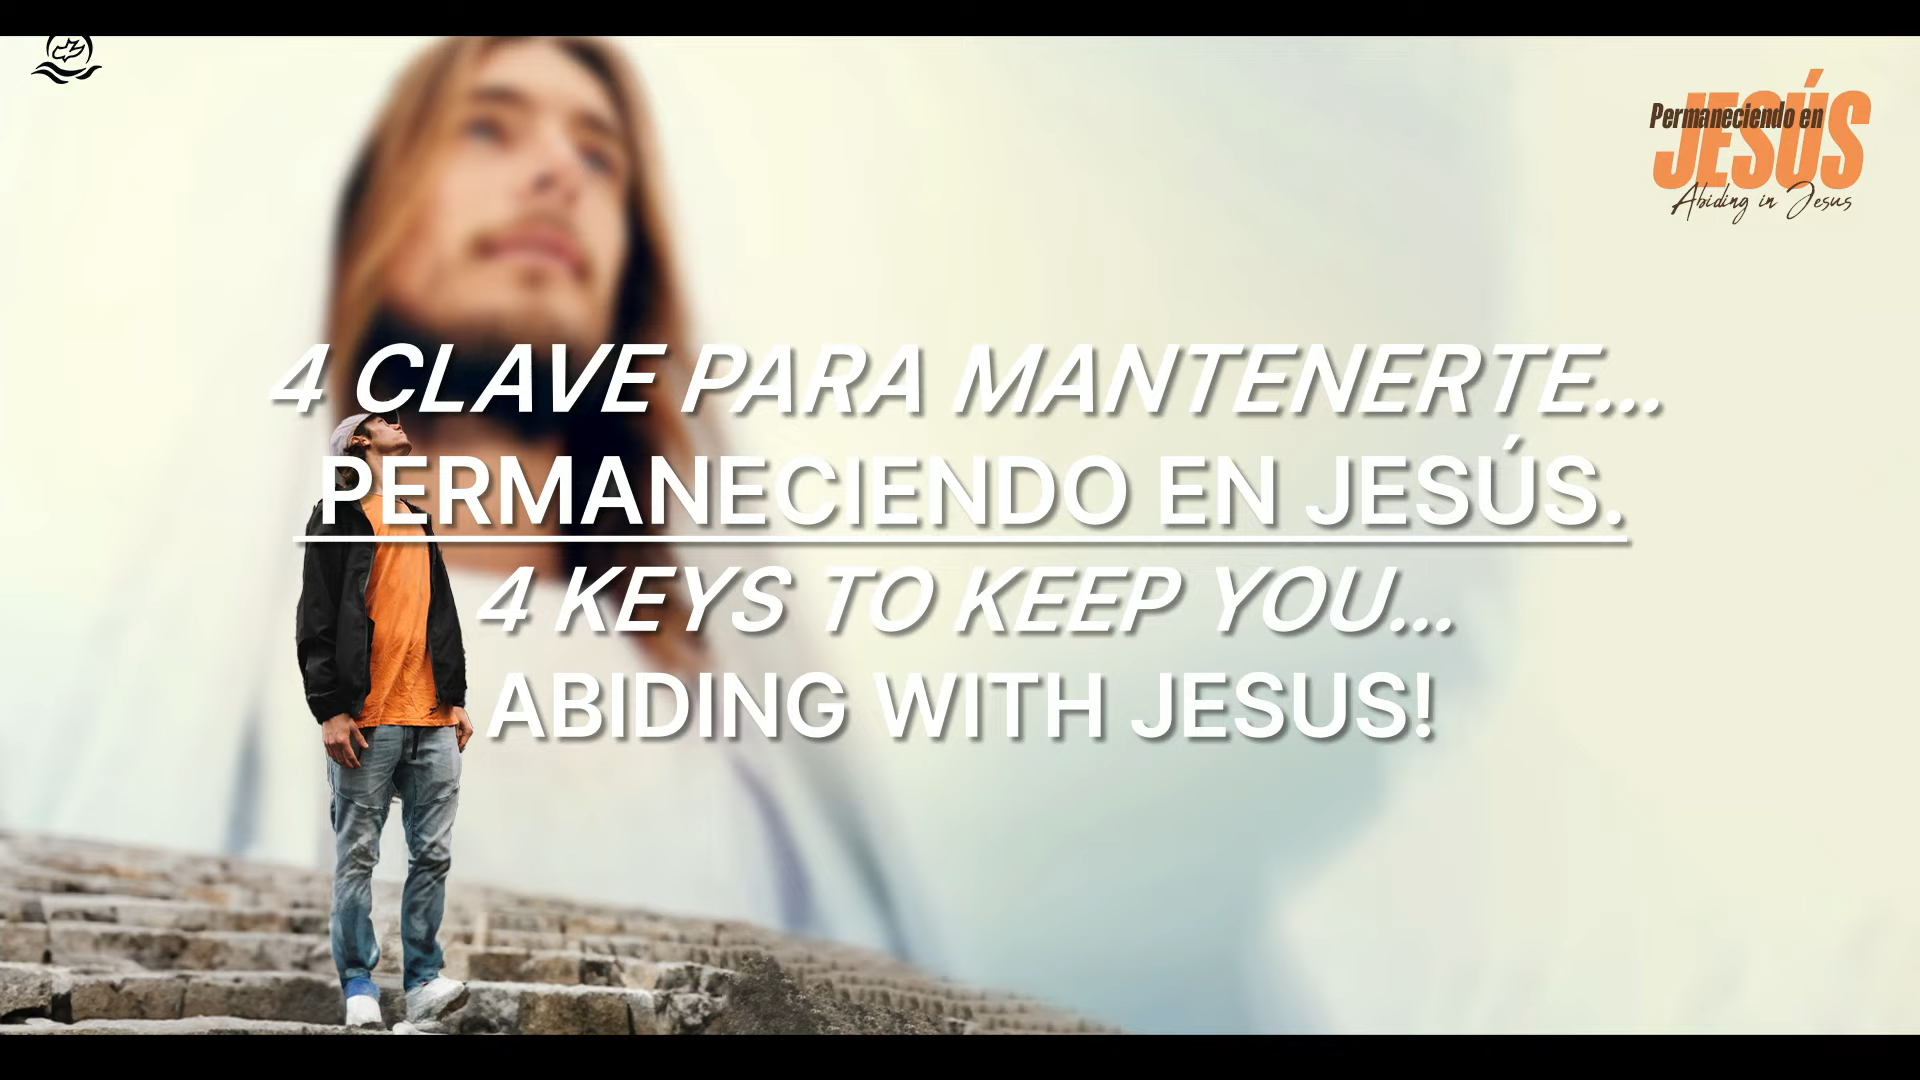 Permaneciendo en
JESÚS
Abiding in Jesus
4 CLAVE PARA MANTENERTE...
PERMANECIENDO EN JESÚS.
4 KEYS TO KEEP YOU...
ABIDING WITH JESUS!